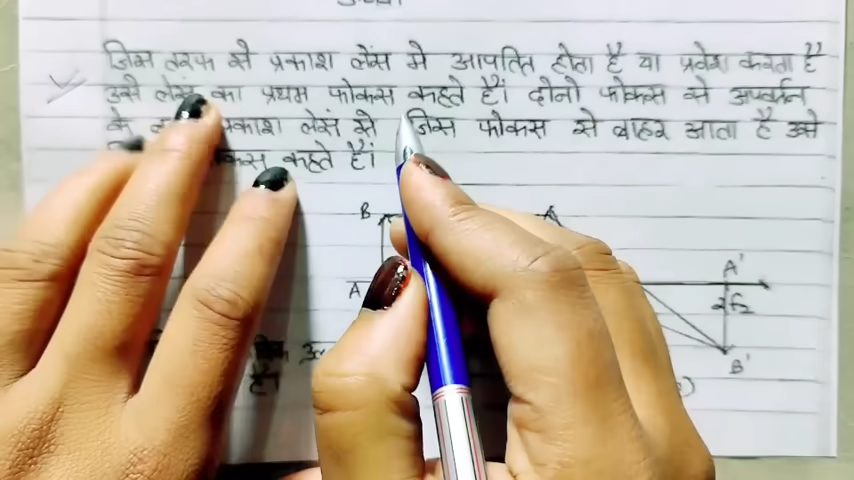 जिस तरफ से प्रकाश लेंस मे आपत्ति होता है या प्रवेश करता है
उसे लेसं का प्रथम फोकस कहते हैं। दोनो फोकस से अपवर्तन
के प्रकाश लेसं से जिस फोकस से बाहर आता है उसे
कहते हैं।
B
A'
A
2F₂
B'
है।